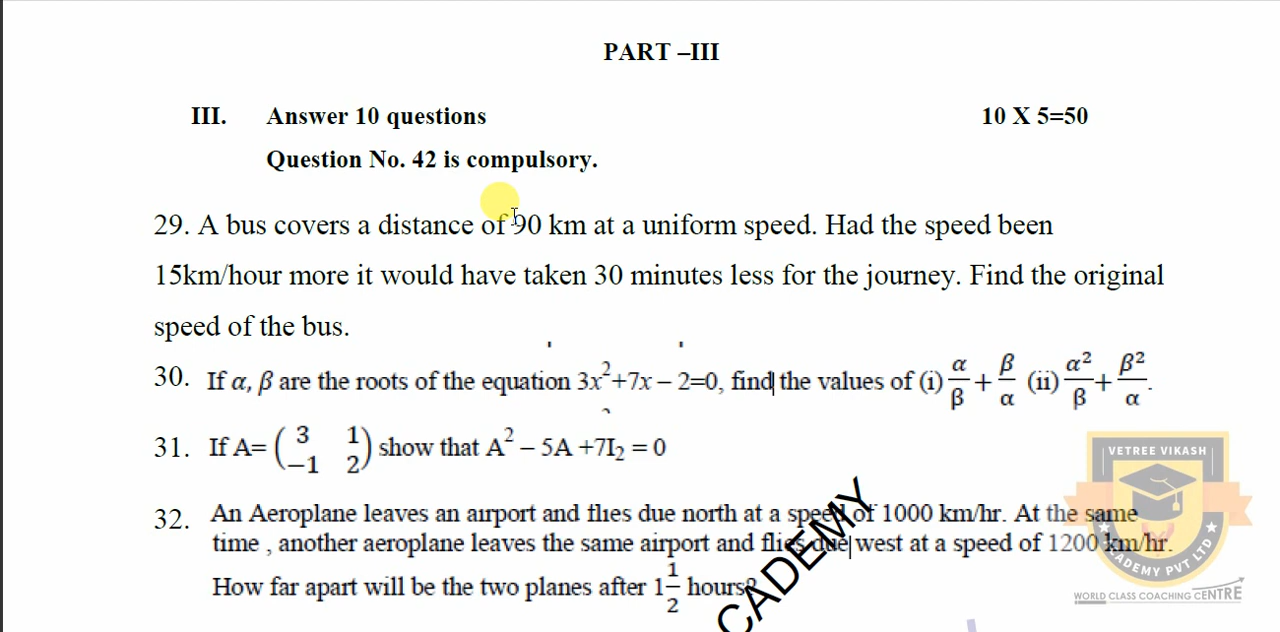 PART –III
III. Answer 10 questions 10 X 5=50
Question No. 42 is compulsory.
29. A bus covers a distance of 90 km at a uniform speed. Had the speed been
15km/hour more it would have taken 30 minutes less for the journey. Find the original
speed of the bus.
30. If α, β are the roots of the equation 3x²+7x – 2=0, find the values of (i) α/β + β/α (ii) α²/β + β²/α.
31. If A= (3 1 −1 2) show that A² – 5A +7I₂ = 0
32. An Aeroplane leaves an airport and flies due north at a speed of 1000 km/hr. At the same
time , another aeroplane leaves the same airport and flies due west at a speed of 1200 km/hr.
How far apart will be the two planes after 1 1/2 hours?
CADEMY
VETREE VIKASH
ACADEMY PVT LTD
WORLD CLASS COACHING CENTRE